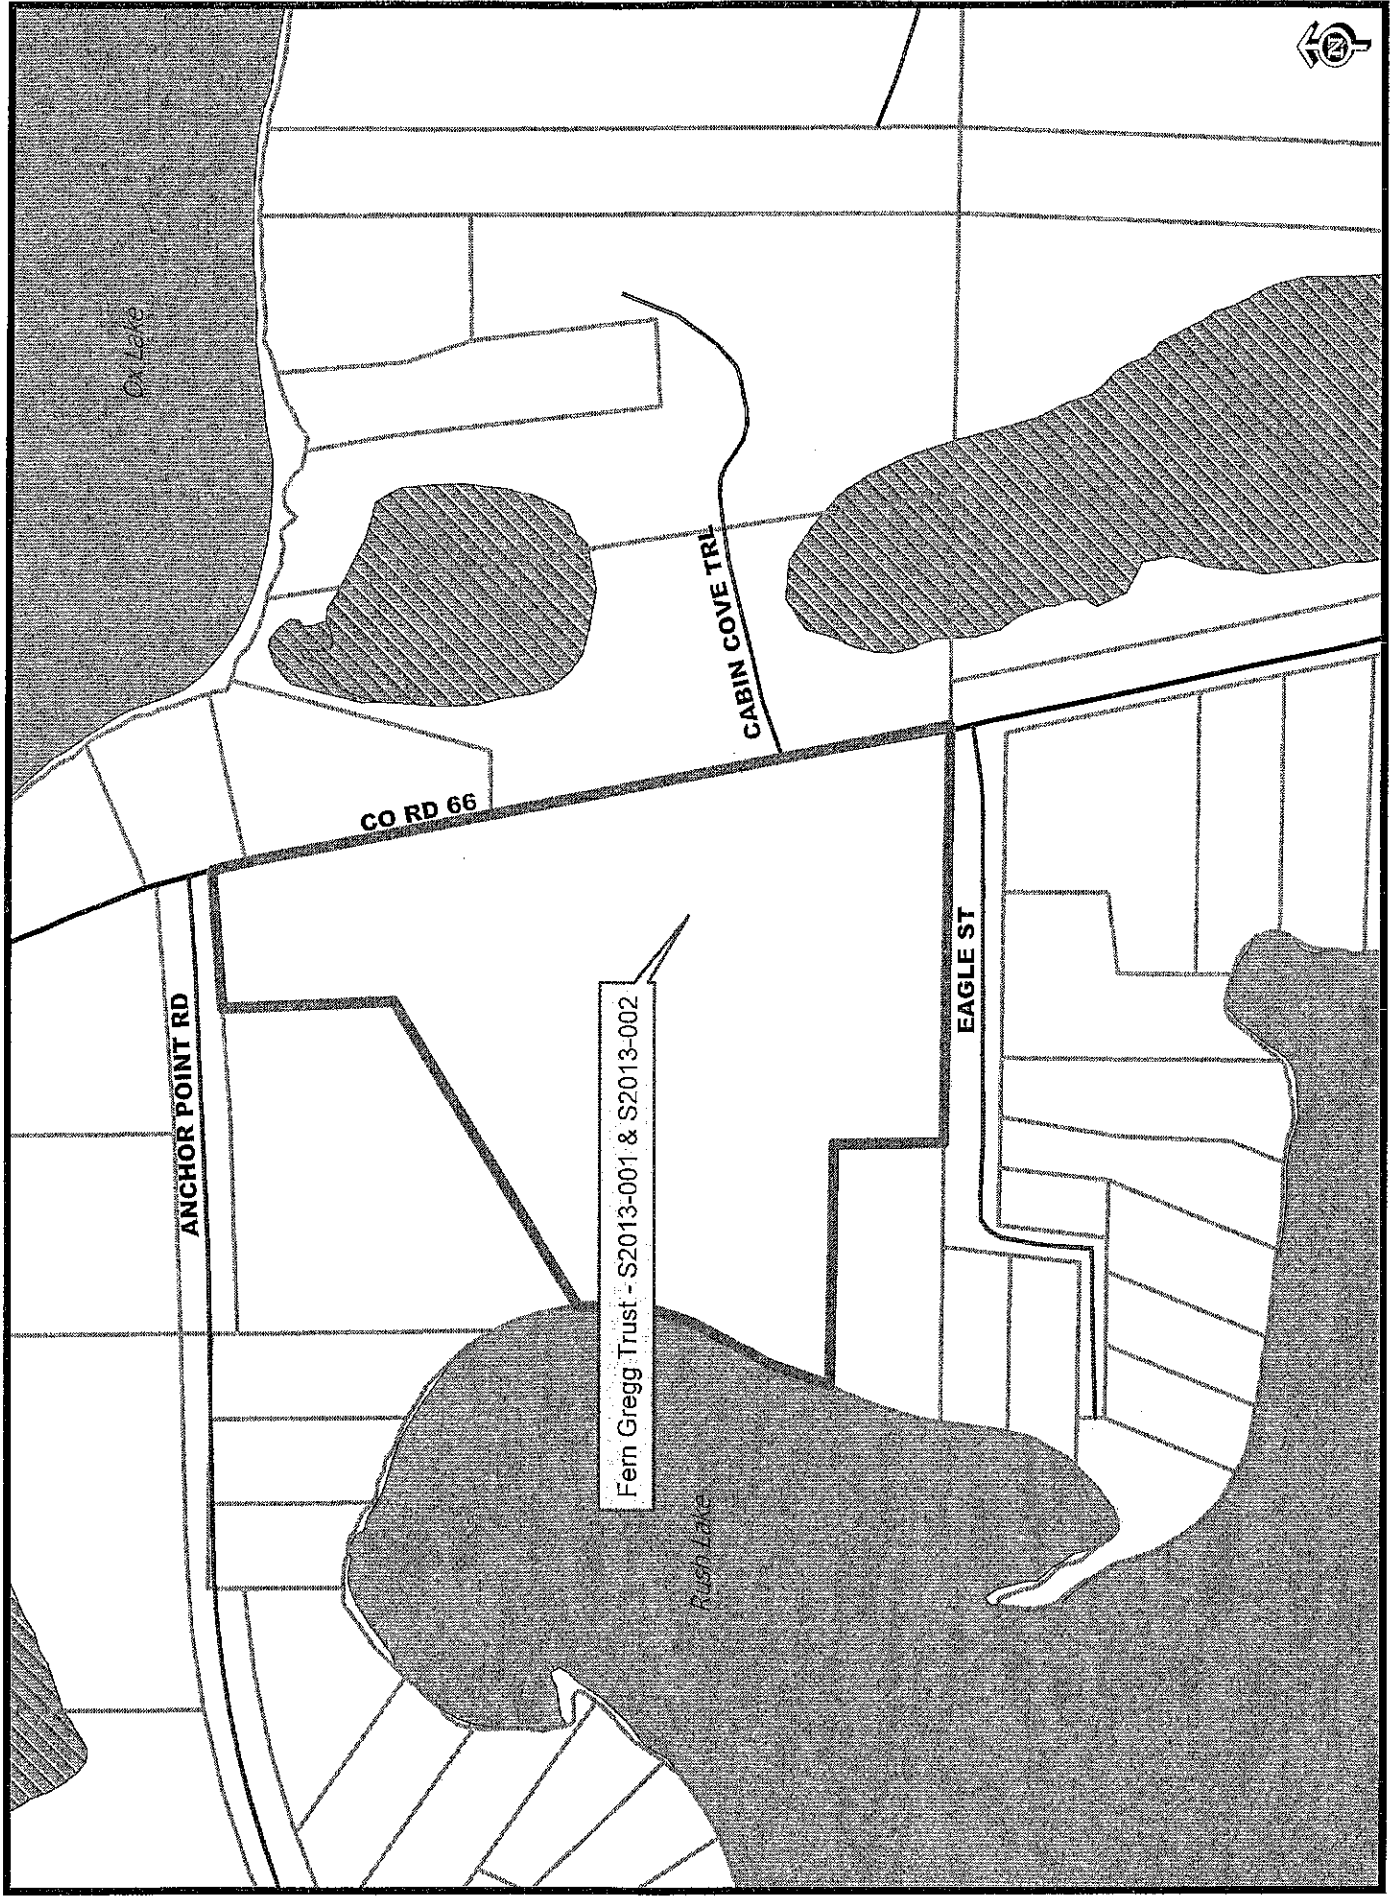 N
Ox Lake
CABIN COVE TRL
CO RD 66
ANCHOR POINT RD
EAGLE ST
Fern Gregg Trust - S2013-001 & S2013-002
Rush Lake